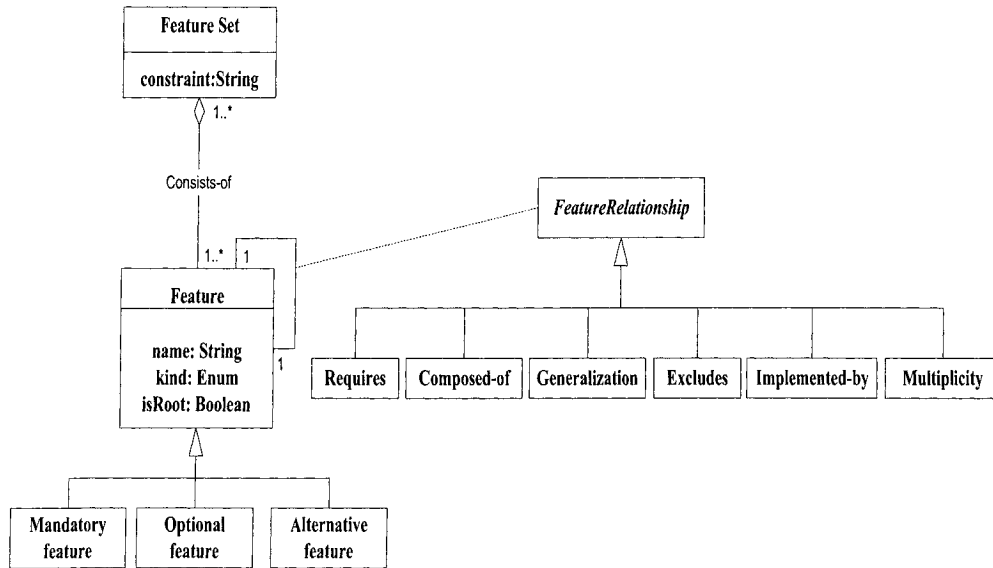 Feature Set
constraint:String
1..*
Consists-of
FeatureRelationship
1..*
1
Feature
name: String
kind: Enum
isRoot: Boolean
1
Requires
Composed-of
Generalization
Excludes
Implemented-by
Multiplicity
Mandatory
feature
Optional
feature
Alternative
feature